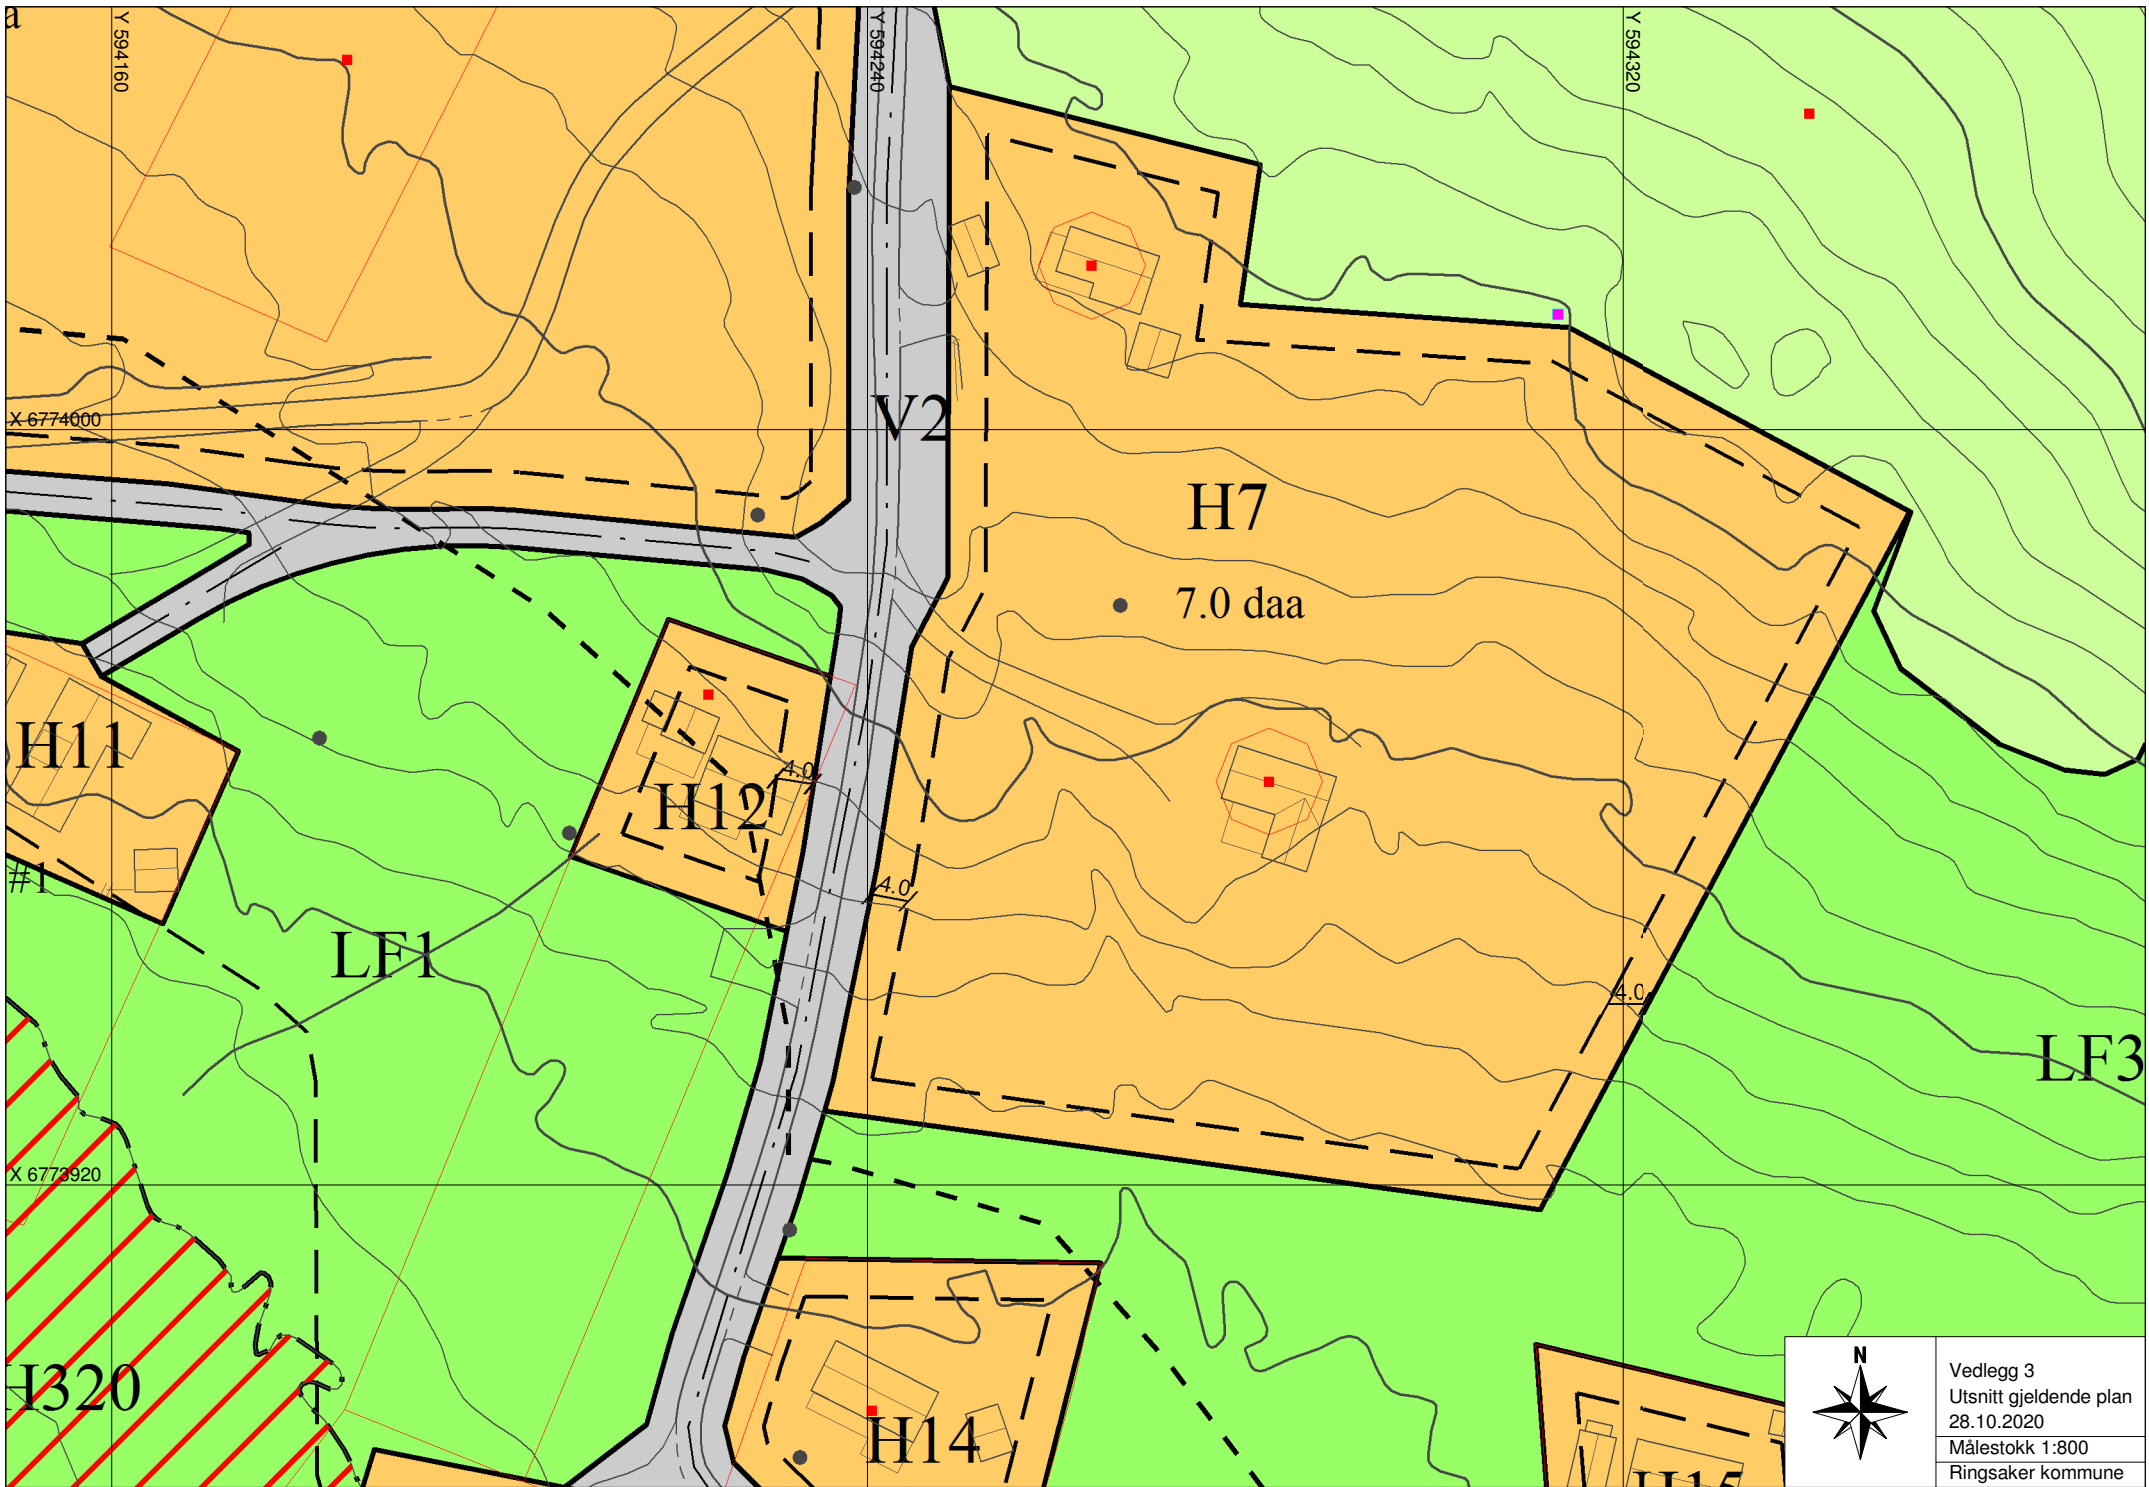 a
Y 594160
Y 594240
Y 594320
V2
X 6774000
H7
7.0 daa
H11
4.0
H12
#1
4.0
LF1
4.0
LF3
X 6773920
H320
H14
H15
N
Vedlegg 3
Utsnitt gjeldende plan
28.10.2020
Målestokk 1:800
Ringsaker kommune